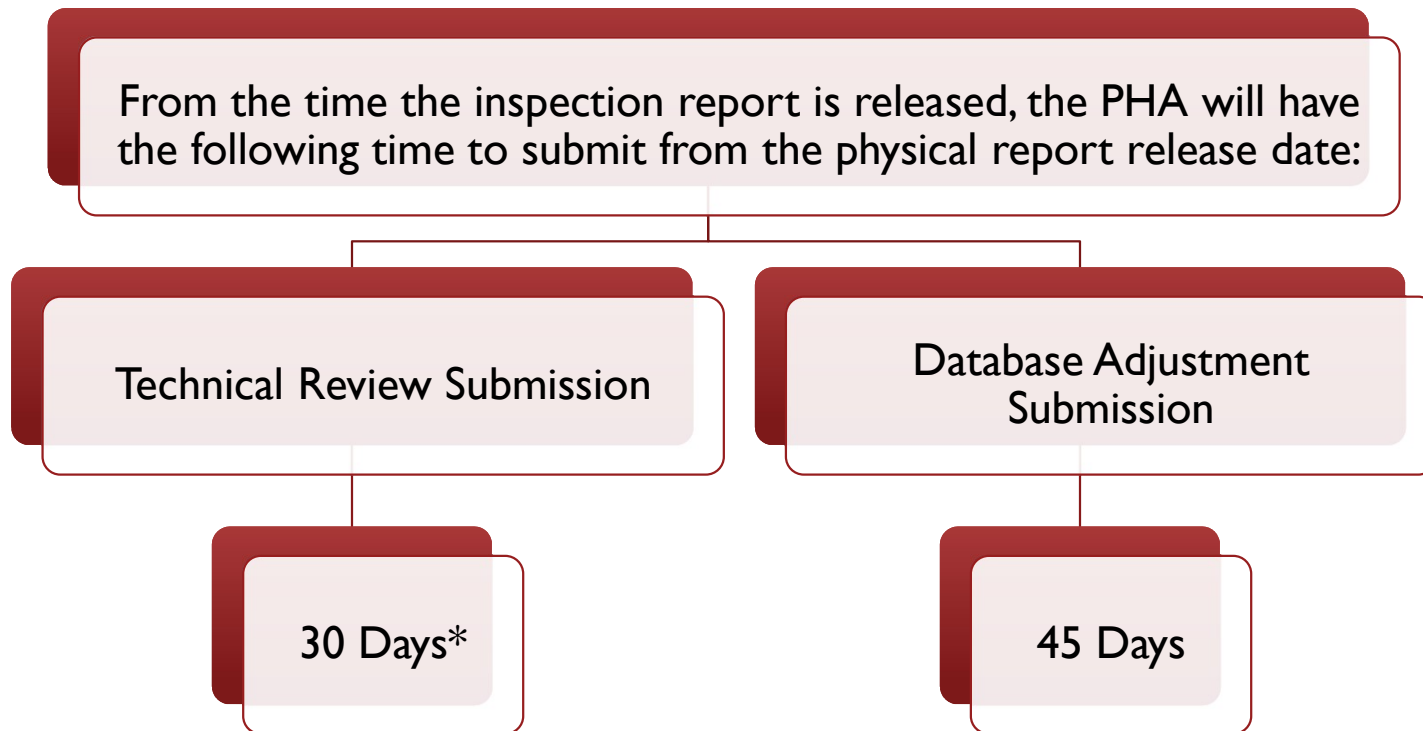 From the time the inspection report is released, the PHA will have
the following time to submit from the physical report release date:
Technical Review Submission
Database Adjustment
Submission
30 Days*
45 Days